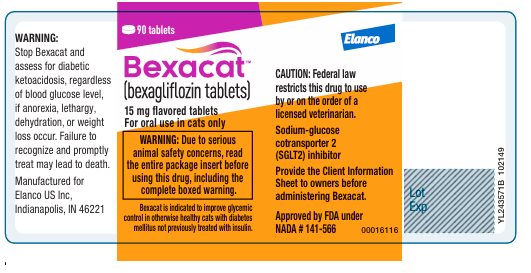 WARNING:
Stop Bexacat and
assess for diabetic
ketoacidosis, regardless
of blood glucose level,
if anorexia, lethargy,
dehydration, or weight
loss occur. Failure to
recognize and promptly
treat may lead to death.
Manufactured for
Elanco US Inc,
Indianapolis, IN 46221
90 tablets
Bexacat™
(bexagliflozin tablets)
15 mg flavored tablets
For oral use in cats only
WARNING: Due to serious
animal safety concerns, read
the entire package insert before
using this drug, including the
complete boxed warning.
Bexacat is indicated to improve glycemic
control in otherwise healthy cats with diabetes
mellitus not previously treated with insulin.
Elanco
CAUTION: Federal law
restricts this drug to use
by or on the order of a
licensed veterinarian.
Sodium-glucose
cotransporter 2
(SGLT2) inhibitor
Provide the Client Information
Sheet to owners before
administering Bexacat.
Approved by FDA under
NADA # 141-566 00016116
Lot
Exp
YL243571B 102149